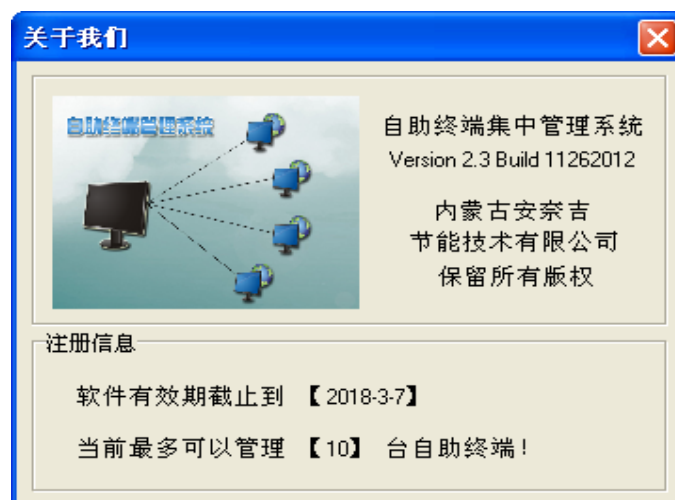 关于我们
自助终端管理系统
自助终端集中管理系统
Version 2.3 Build 11262012
内蒙古安奈吉
节能技术有限公司
保留所有版权
注册信息
软件有效期截止到 【2018-3-7】
当前最多可以管理 【10】 台自助终端！